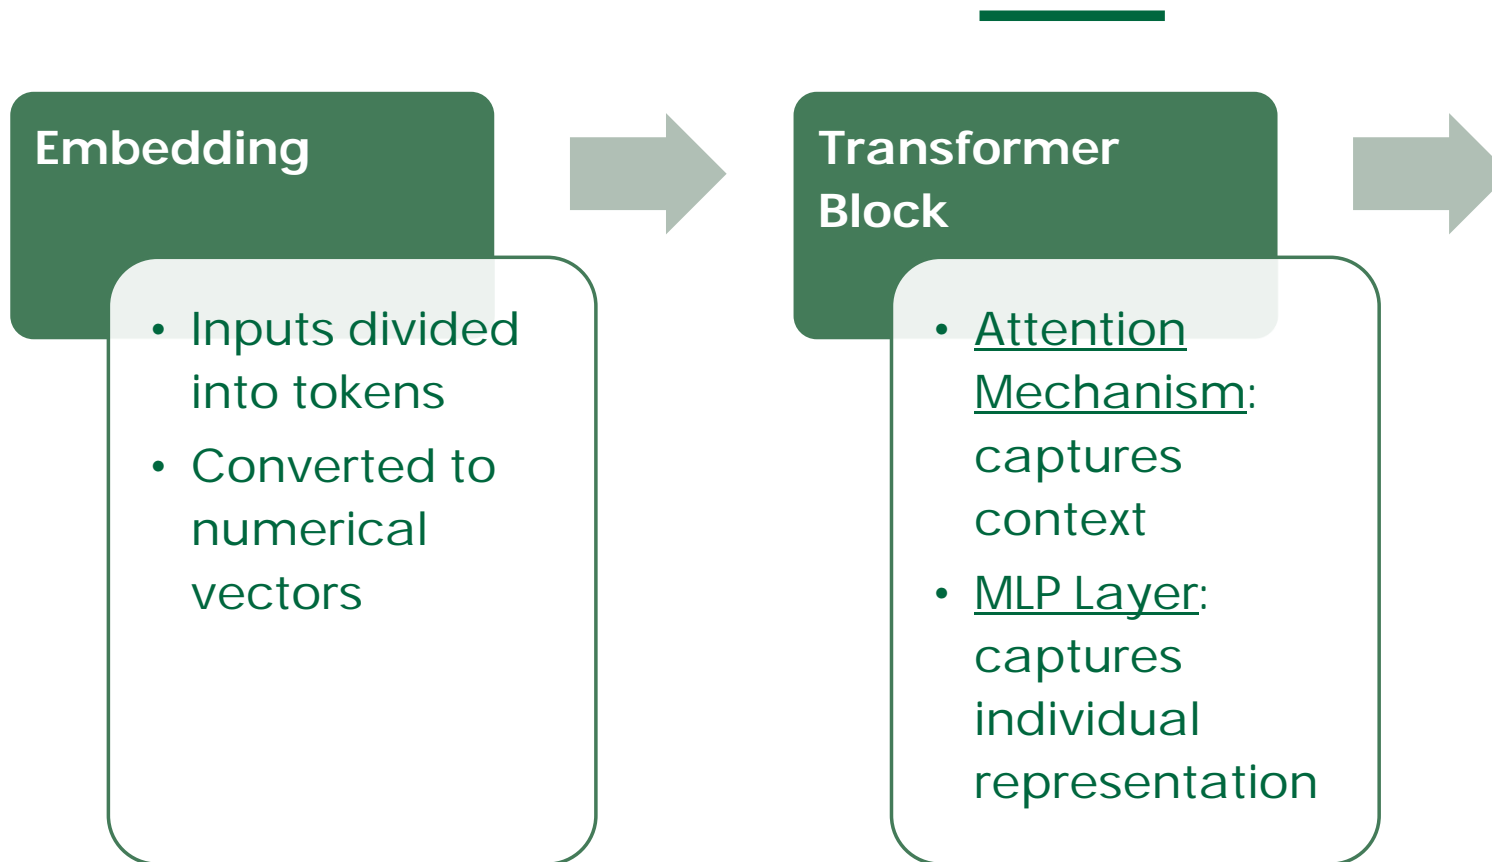 Embedding
• Inputs divided
into tokens
• Converted to
numerical
vectors
Transformer
Block
• Attention
Mechanism:
captures
context
• MLP Layer:
captures
individual
representation